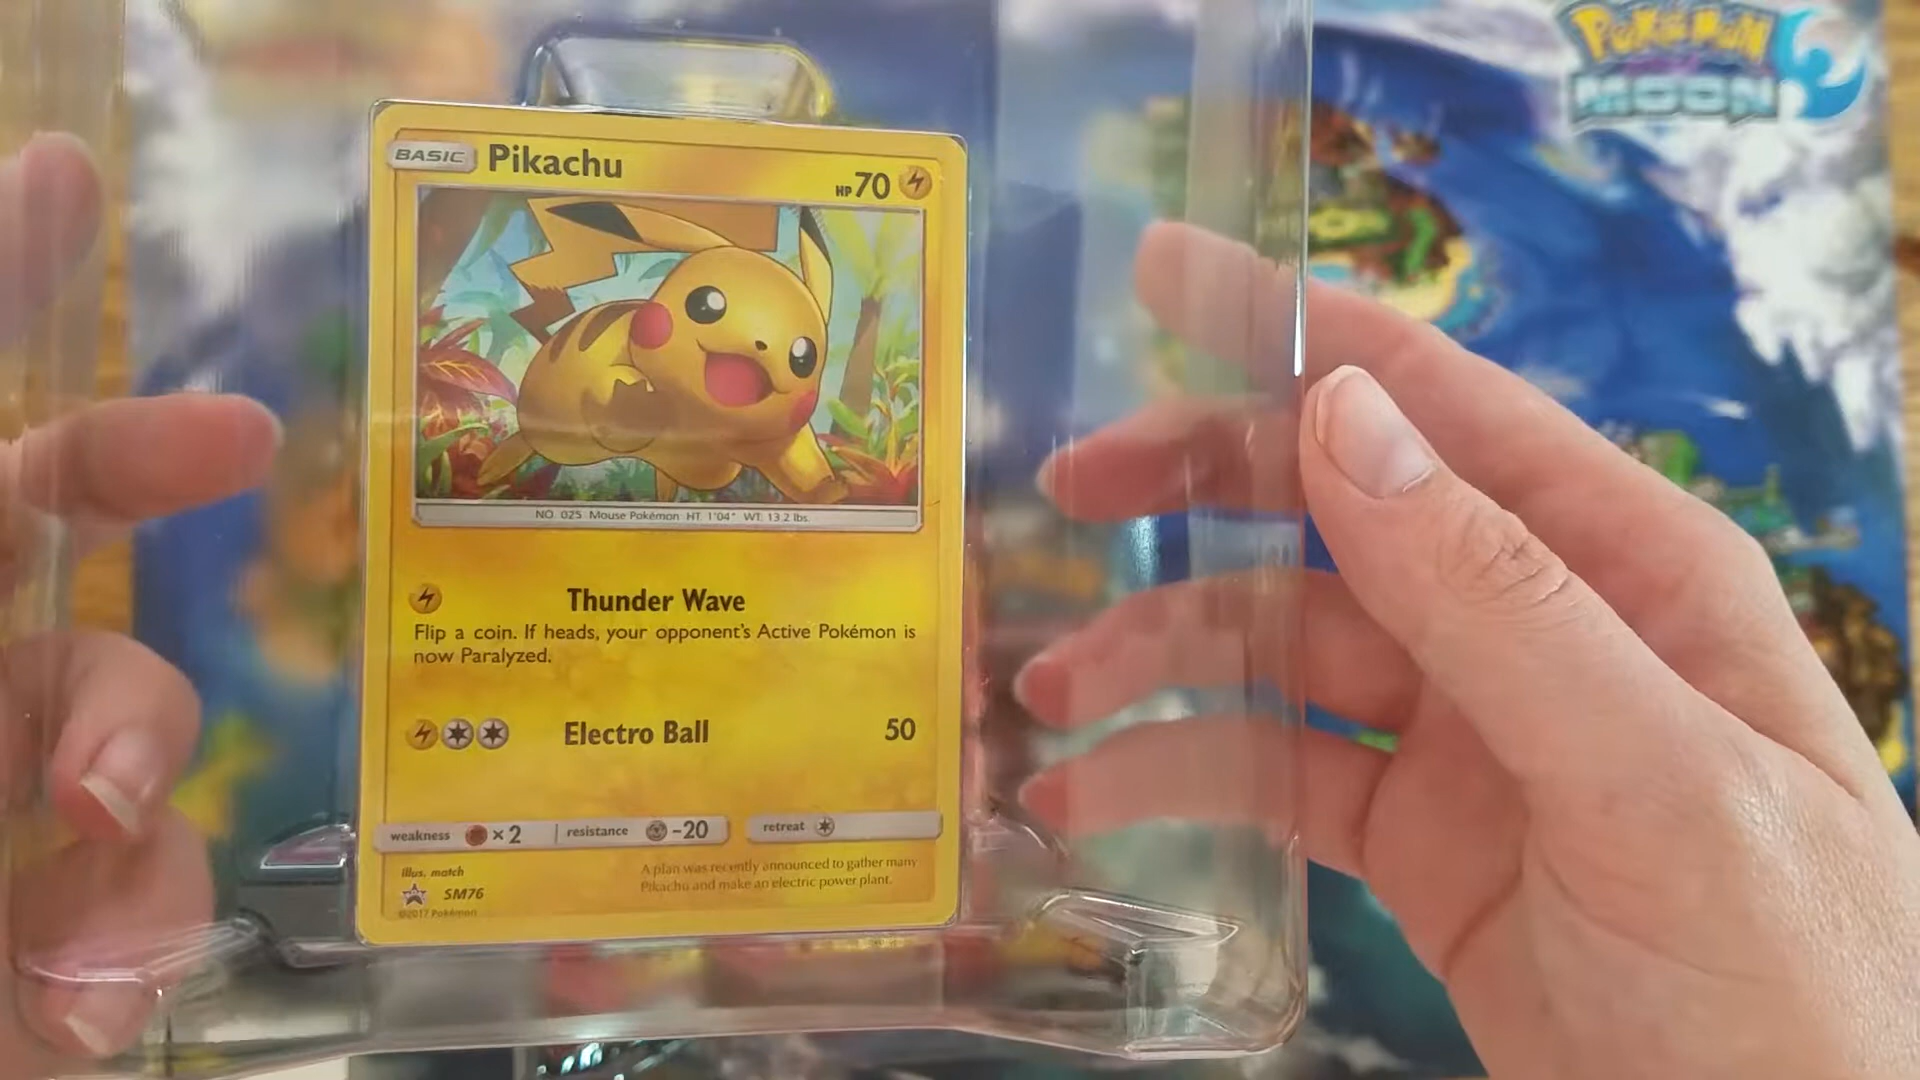 POKÉMON
MOON
BASIC Pikachu
HP 70
NO. 025 Mouse Pokémon HT. 1'04" WT. 13.2 lbs.
Thunder Wave
Flip a coin. If heads, your opponent's Active Pokémon is
now Paralyzed.
Electro Ball 50
weakness ×2 resistance -20 retreat
illus. match
SM76
©2017 Pokémon
A plan was recently announced to gather many
Pikachu and make an electric power plant.